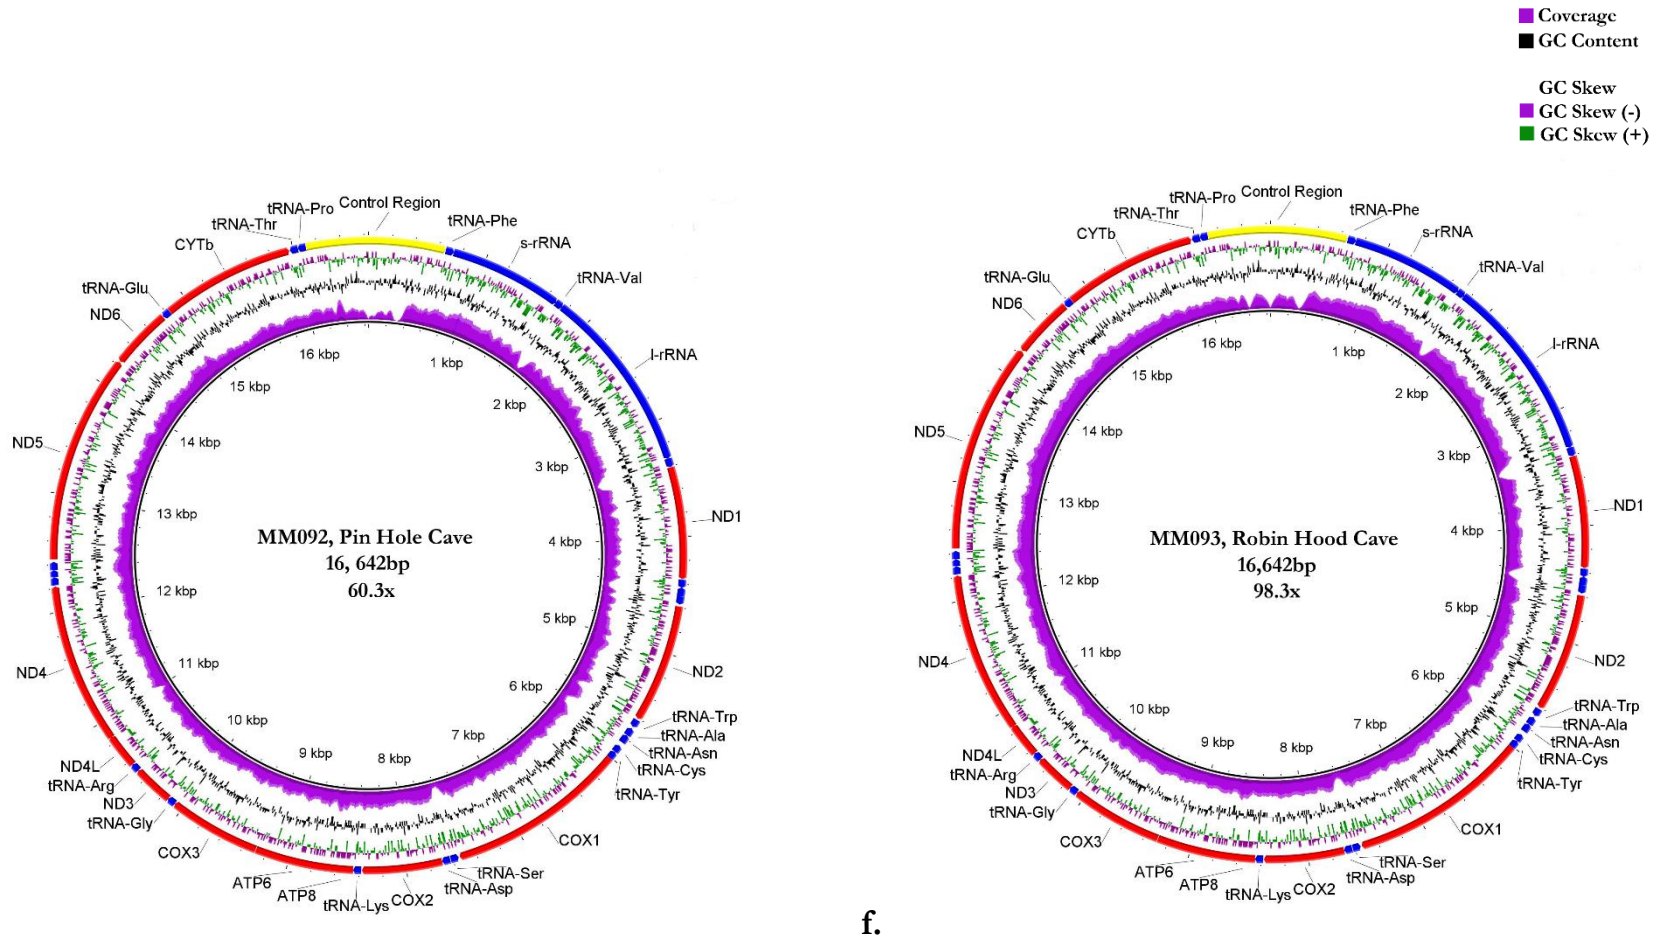 Coverage
GC Content
GC Skew
GC Skew (-)
GC Skew (+)
Control Region
tRNA-Pro
tRNA-Thr
tRNA-Phe
CYTb
s-rRNA
tRNA-Val
tRNA-Glu
ND6
l-rRNA
16 kbp
1 kbp
15 kbp
2 kbp
14 kbp
ND5
3 kbp
13 kbp
ND1
4 kbp
MM092, Pin Hole Cave
16, 642bp
60.3x
12 kbp
5 kbp
11 kbp
ND4
ND2
6 kbp
10 kbp
7 kbp
9 kbp
8 kbp
tRNA-Trp
tRNA-Ala
tRNA-Asn
tRNA-Cys
tRNA-Tyr
ND4L
tRNA-Arg
ND3
tRNA-Gly
COX3
COX1
ATP6
ATP8
tRNA-Lys
COX2
tRNA-Ser
tRNA-Asp
Control Region
tRNA-Pro
tRNA-Thr
tRNA-Phe
CYTb
s-rRNA
tRNA-Val
tRNA-Glu
ND6
l-rRNA
16 kbp
1 kbp
15 kbp
2 kbp
14 kbp
ND5
3 kbp
13 kbp
ND1
4 kbp
MM093, Robin Hood Cave
16,642bp
98.3x
12 kbp
5 kbp
11 kbp
ND4
ND2
6 kbp
10 kbp
7 kbp
9 kbp
8 kbp
tRNA-Trp
tRNA-Ala
tRNA-Asn
tRNA-Cys
tRNA-Tyr
ND4L
tRNA-Arg
ND3
tRNA-Gly
COX3
COX1
ATP6
ATP8
tRNA-Lys
COX2
tRNA-Ser
tRNA-Asp
f.